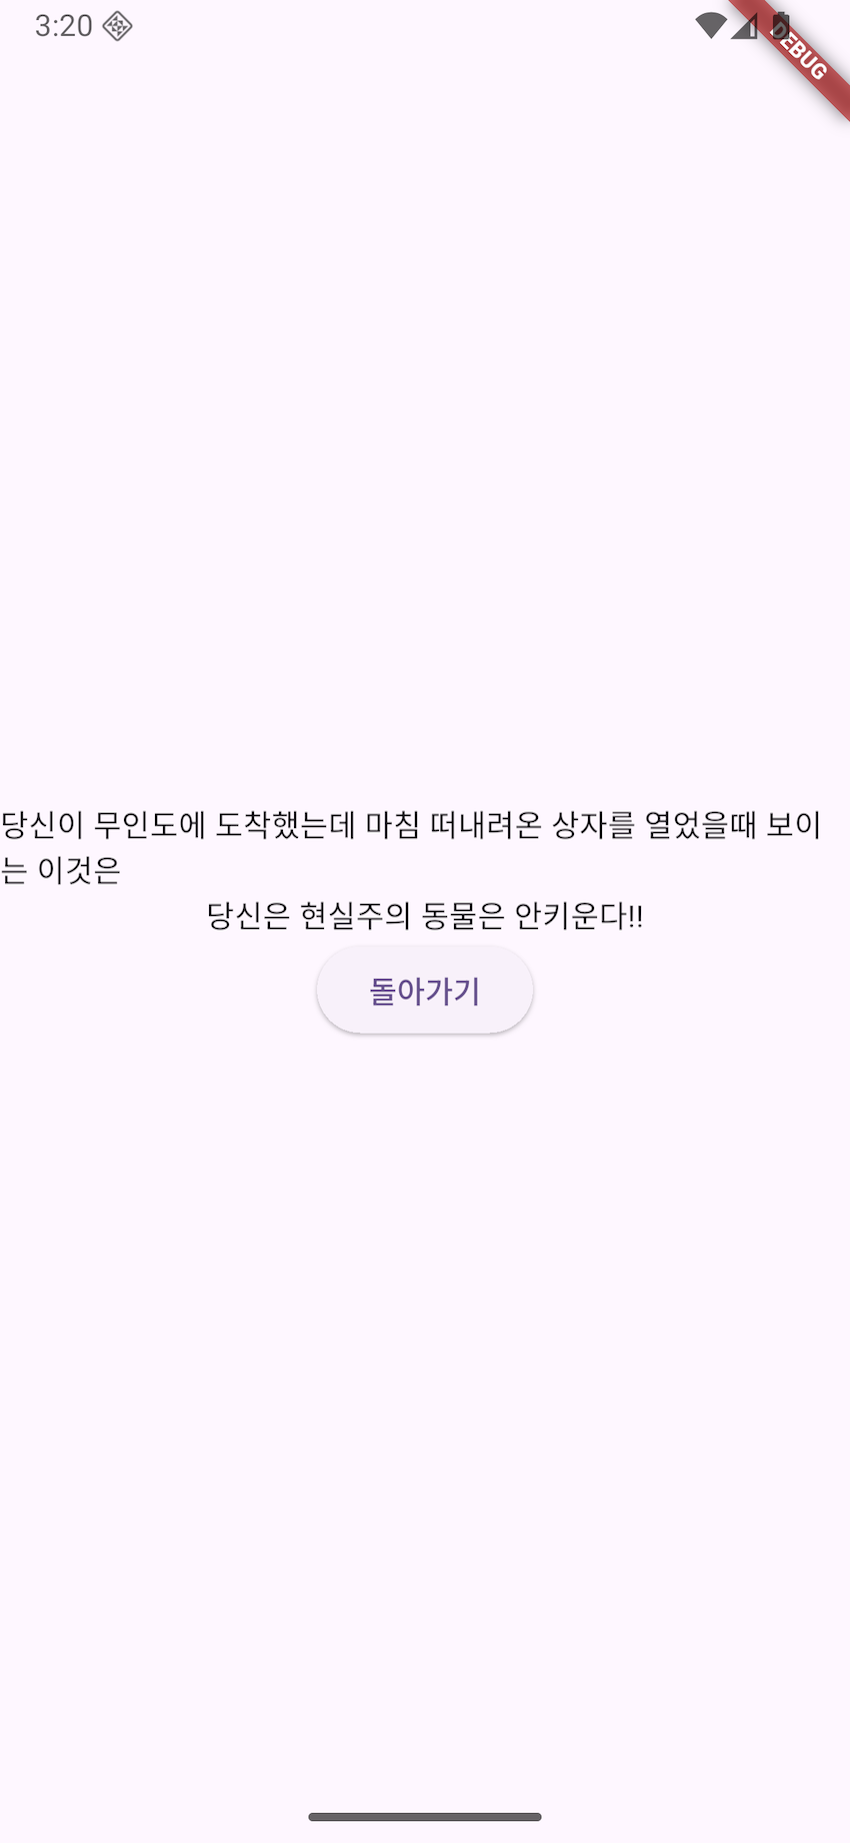 3:20
DEBUG
당신이 무인도에 도착했는데 마침 떠내려온 상자를 열었을때 보이
는 이것은
당신은 현실주의 동물은 안키운다!!
돌아가기